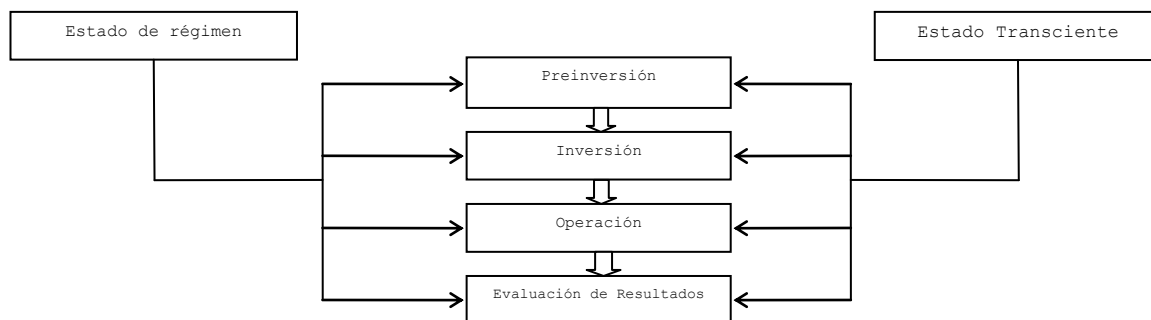 Estado de régimen
Estado Transciente
Preinversión
Inversión
Operación
Evaluación de Resultados